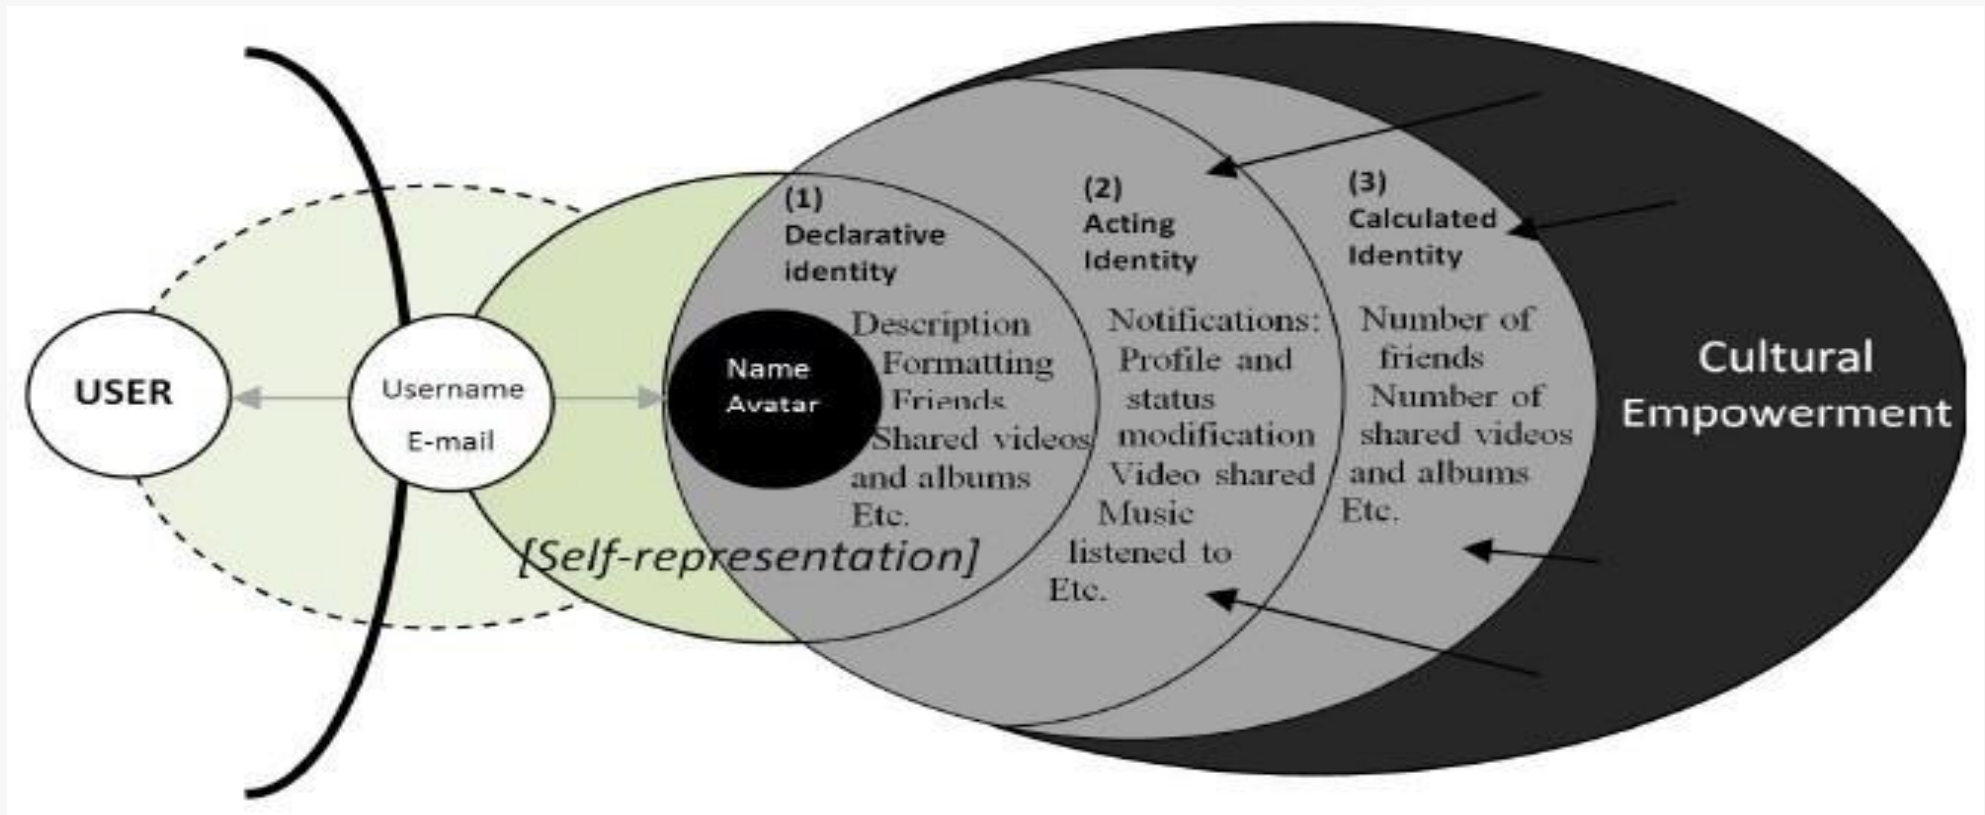 USER
Username
E-mail
Name
Avatar
[Self-representation]
(1)
Declarative
identity
Description
Formatting
Friends
Shared videos
and albums
Etc.
(2)
Acting
Identity
Notifications:
Profile and
status
modification
Video shared
Music
listened to
Etc.
(3)
Calculated
Identity
Number of
friends
Number of
shared videos
and albums
Etc.
Cultural
Empowerment